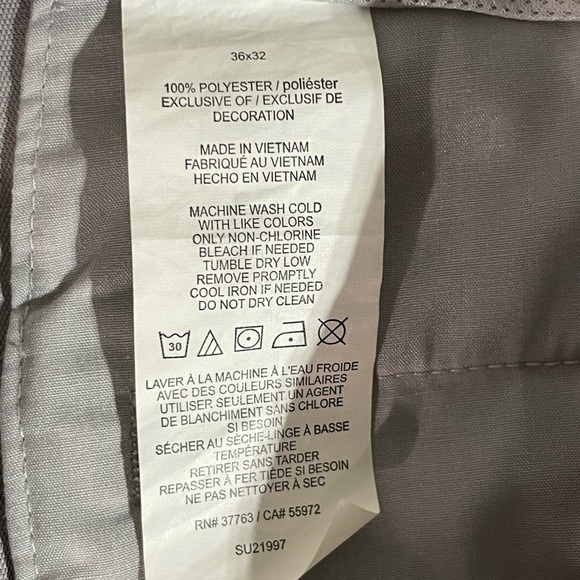 36x32
100% POLYESTER / poliéster
EXCLUSIVE OF / EXCLUSIF DE
DECORATION
MADE IN VIETNAM
FABRIQUÉ AU VIETNAM
HECHO EN VIETNAM
MACHINE WASH COLD
WITH LIKE COLORS
ONLY NON-CHLORINE
BLEACH IF NEEDED
TUMBLE DRY LOW
REMOVE PROMPTLY
COOL IRON IF NEEDED
DO NOT DRY CLEAN
30
LAVER À LA MACHINE À L'EAU FROIDE
AVEC DES COULEURS SIMILAIRES
UTILISER SEULEMENT UN AGENT
DE BLANCHIMENT SANS CHLORE
SI BESOIN
SÉCHER AU SÈCHE-LINGE À BASSE
TEMPÉRATURE
RETIRER SANS TARDER
REPASSER À FER TIÈDE SI BESOIN
NE PAS NETTOYER À SEC
RN# 37763 / CA# 55972
SU21997